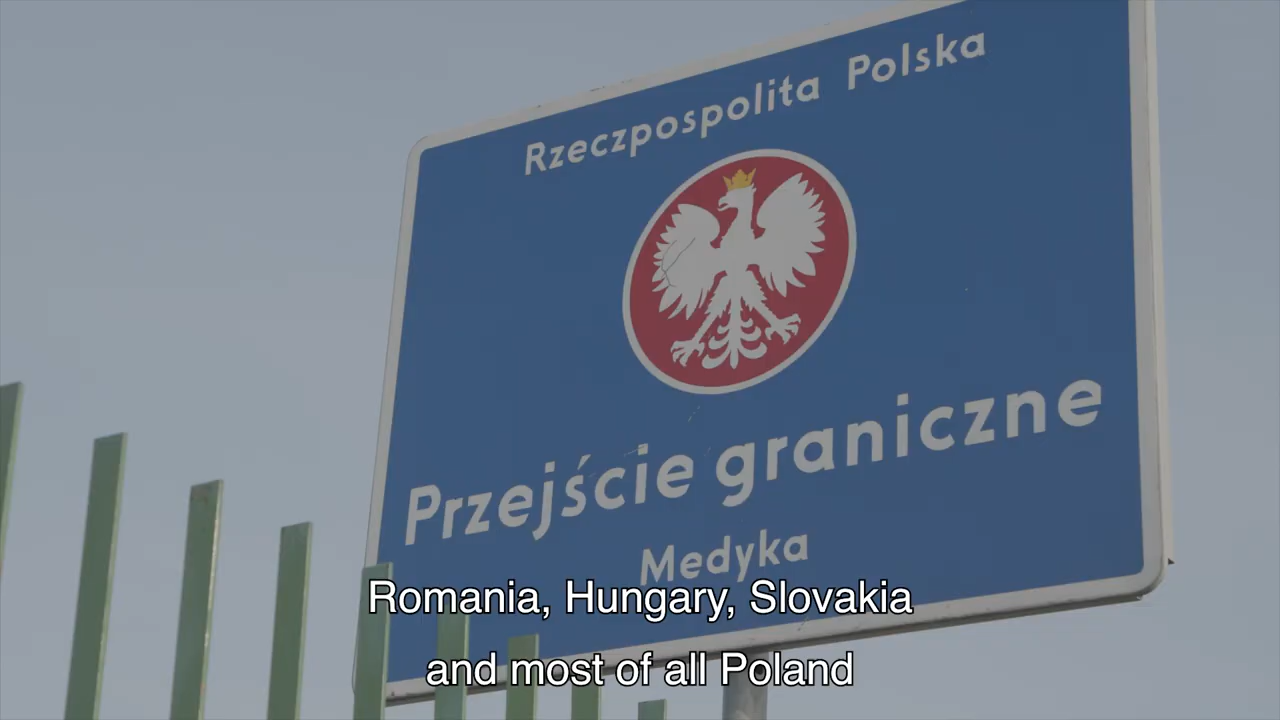 Rzeczpospolita Polska
Przejście graniczne
Medyka
Romania, Hungary, Slovakia
and most of all Poland